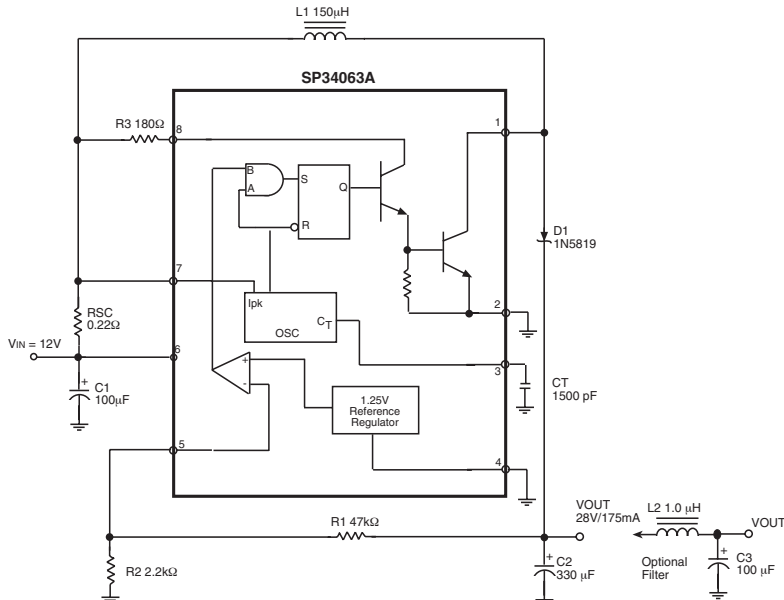 L1 150μH
SP34063A
R3 180Ω
8
1
B
A
S
Q
R
D1
1N5819
7
Ipk
CT
OSC
2
RSC
0.22Ω
VIN = 12V
6
+
C1
100μF
+
-
3
CT
1500 pF
1.25V
Reference
Regulator
5
4
R1 47kΩ
VOUT
28V/175mA
L2 1.0 μH
VOUT
Optional
Filter
R2 2.2kΩ
+
C2
330 μF
+
C3
100 μF